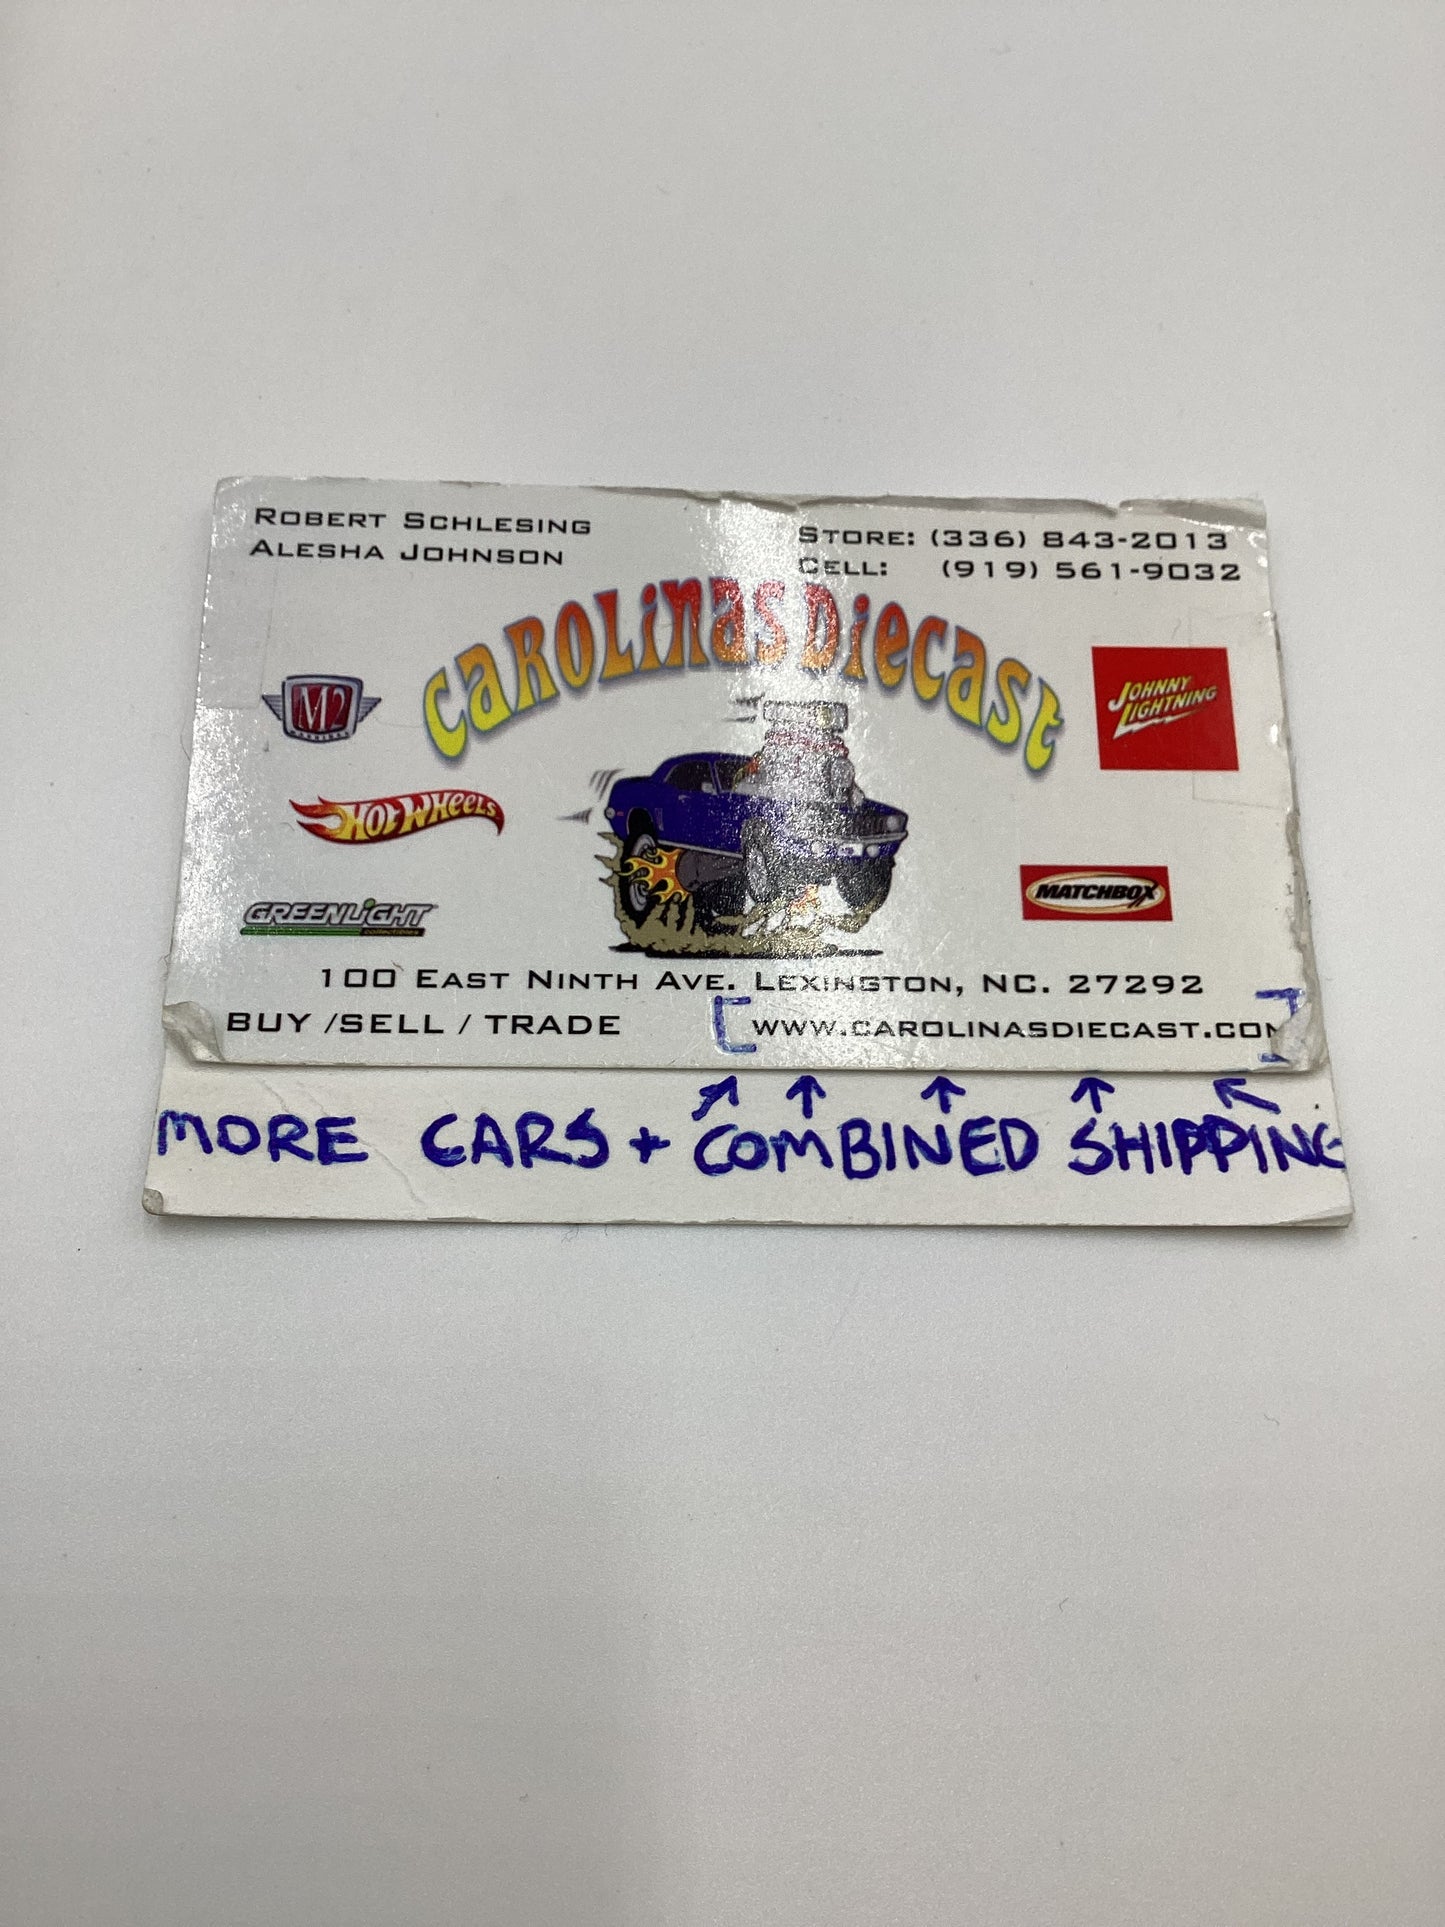 ROBERT SCHLESING
ALESHA JOHNSON
STORE: (336) 843-2013
CELL: (919) 561-9032
CAROLINAS DIECAST
M2
MACHINES
JOHNNY
LIGHTNING
HOT WHEELS
MATCHBOX
GREENLIGHT
collectibles
100 EAST NINTH AVE. LEXINGTON, NC. 27292
BUY /SELL / TRADE [WWW.CAROLINASDIECAST.COM]
MORE CARS + COMBINED SHIPPING